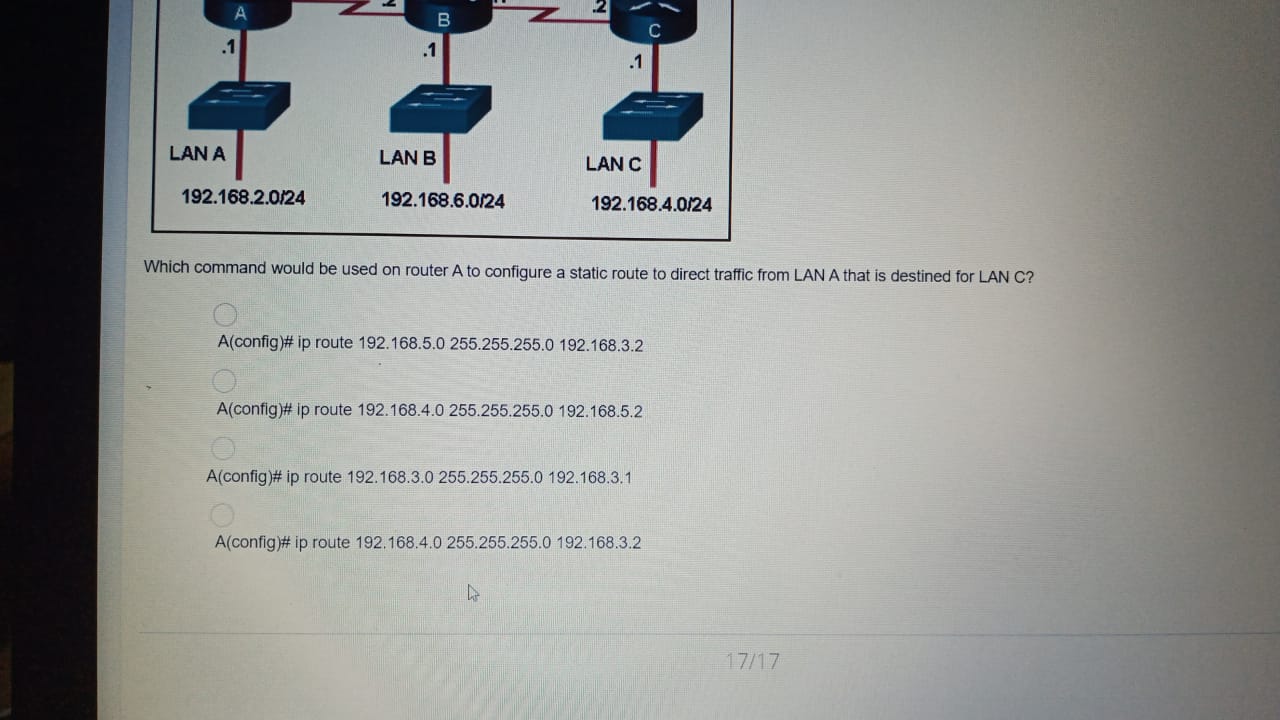 A
.2
B
.2
C
.1
.1
.1
LAN A
LAN B
LAN C
192.168.2.0/24
192.168.6.0/24
192.168.4.0/24
Which command would be used on router A to configure a static route to direct traffic from LAN A that is destined for LAN C?
A(config)# ip route 192.168.5.0 255.255.255.0 192.168.3.2
A(config)# ip route 192.168.4.0 255.255.255.0 192.168.5.2
A(config)# ip route 192.168.3.0 255.255.255.0 192.168.3.1
A(config)# ip route 192.168.4.0 255.255.255.0 192.168.3.2
17/17